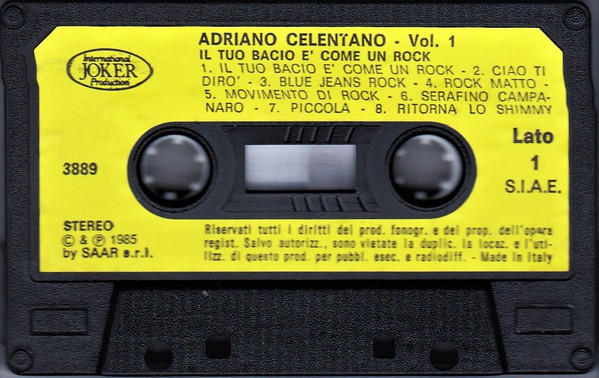 International
JOKER
Production
ADRIANO CELENTANO - Vol. 1
IL TUO BACIO E' COME UN ROCK
1. IL TUO BACIO E' COME UN ROCK - 2. CIAO TI
DIRO' - 3. BLUE JEANS ROCK - 4. ROCK MATTO -
5. MOVIMENTO DI ROCK - 6. SERAFINO CAMPA-
NARO - 7. PICCOLA - 8. RITORNA LO SHIMMY
3889
Lato
1
S.I.A.E.
STEREO
© & ℗ 1985
by SAAR s.r.l.
Riservati tutti i diritti del prod. fonogr. e del prop. dell'opera
regist. Salvo autorizz., sono vietate la duplic. la locaz. e l'uti-
lizz. di questo prod. per pubbl. esec. e radiodiff. - Made in Italy